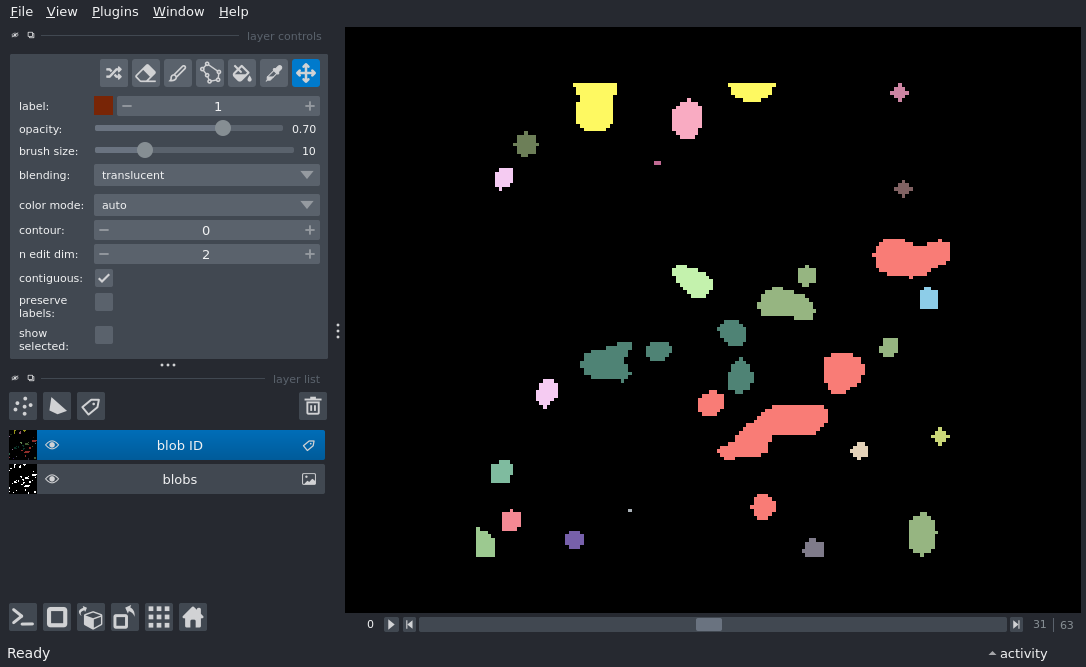 File View Plugins Window Help
layer controls
label: 1
opacity: 0.70
brush size: 10
blending: translucent
color mode: auto
contour: 0
n edit dim: 2
contiguous:
preserve
labels:
show
selected:
layer list
blob ID
blobs
0 31 | 63
Ready activity